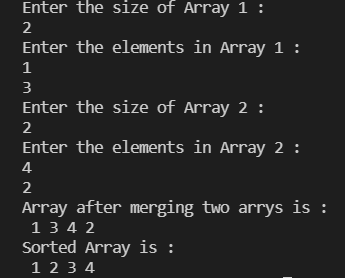 Enter the size of Array 1 :
2
Enter the elements in Array 1 :
1
3
Enter the size of Array 2 :
2
Enter the elements in Array 2 :
4
2
Array after merging two arrys is :
1 3 4 2
Sorted Array is :
1 2 3 4